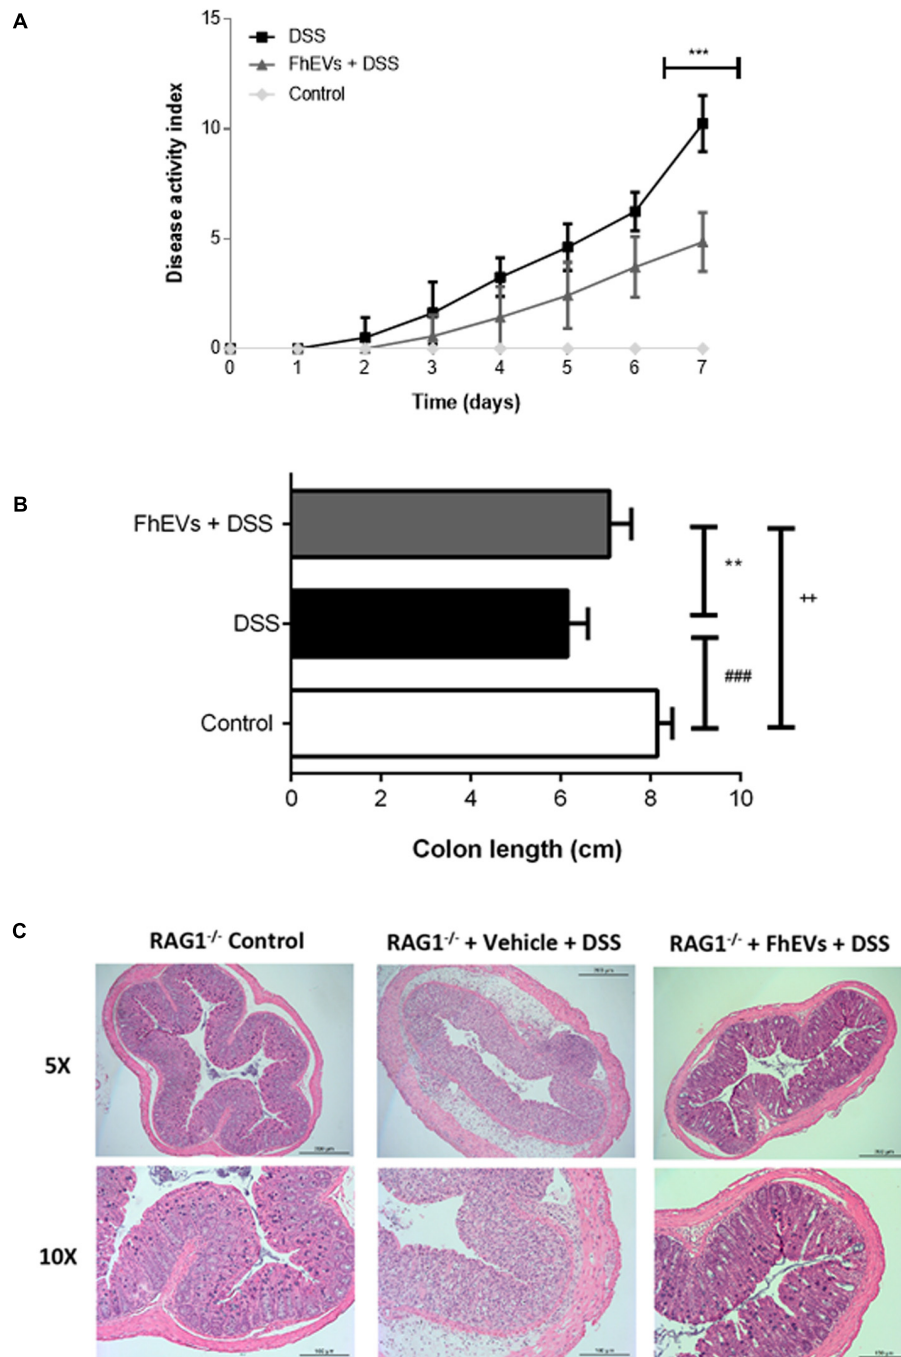 A
15
DSS
FhEVs + DSS
Control
***
10
5
0
Disease activity index
0 1 2 3 4 5 6 7
Time (days)
B
FhEVs + DSS
DSS
Control
**
++
###
0 2 4 6 8 10
Colon length (cm)
C
RAG1-/- Control
RAG1-/- + Vehicle + DSS
RAG1-/- + FhEVs + DSS
5X
10X